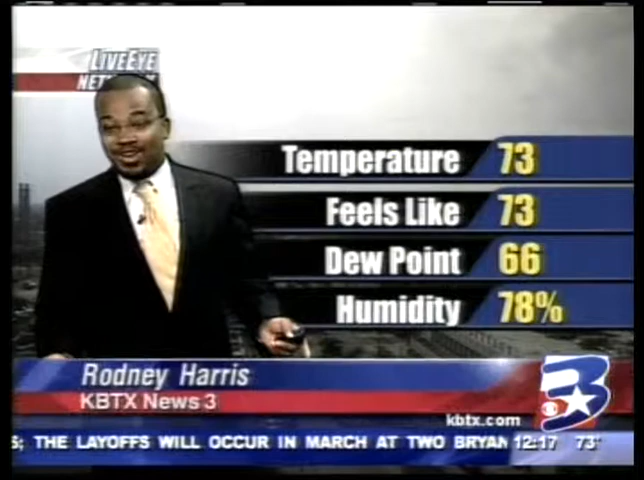 LIVEEYE
NETWORK
Temperature 73
Feels Like 73
Dew Point 66
Humidity 78%
Rodney Harris
KBTX News 3
3
kbtx.com
; THE LAYOFFS WILL OCCUR IN MARCH AT TWO BRYAN 12:17 73°